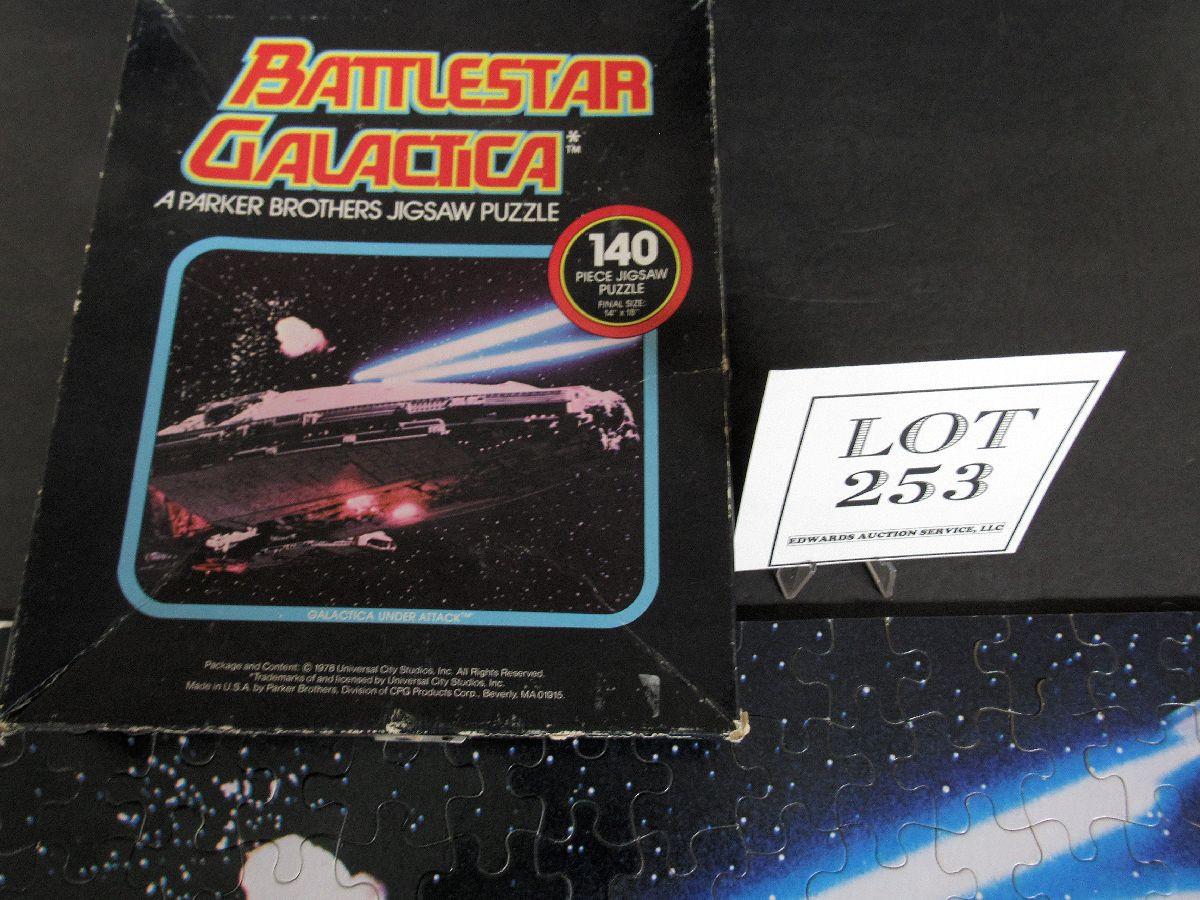 BATTLESTAR
GALACTICA*™
A PARKER BROTHERS JIGSAW PUZZLE
140
PIECE JIGSAW
PUZZLE
FINAL SIZE:
14" x 18"
GALACTICA UNDER ATTACK*™
Package and Content: © 1978 Universal City Studios, Inc. All Rights Reserved.
*Trademarks of and licensed by Universal City Studios, Inc.
Made in U.S.A. by Parker Brothers, Division of CPG Products Corp., Beverly, MA 01915.
LOT
253
EDWARDS AUCTION SERVICE, LLC